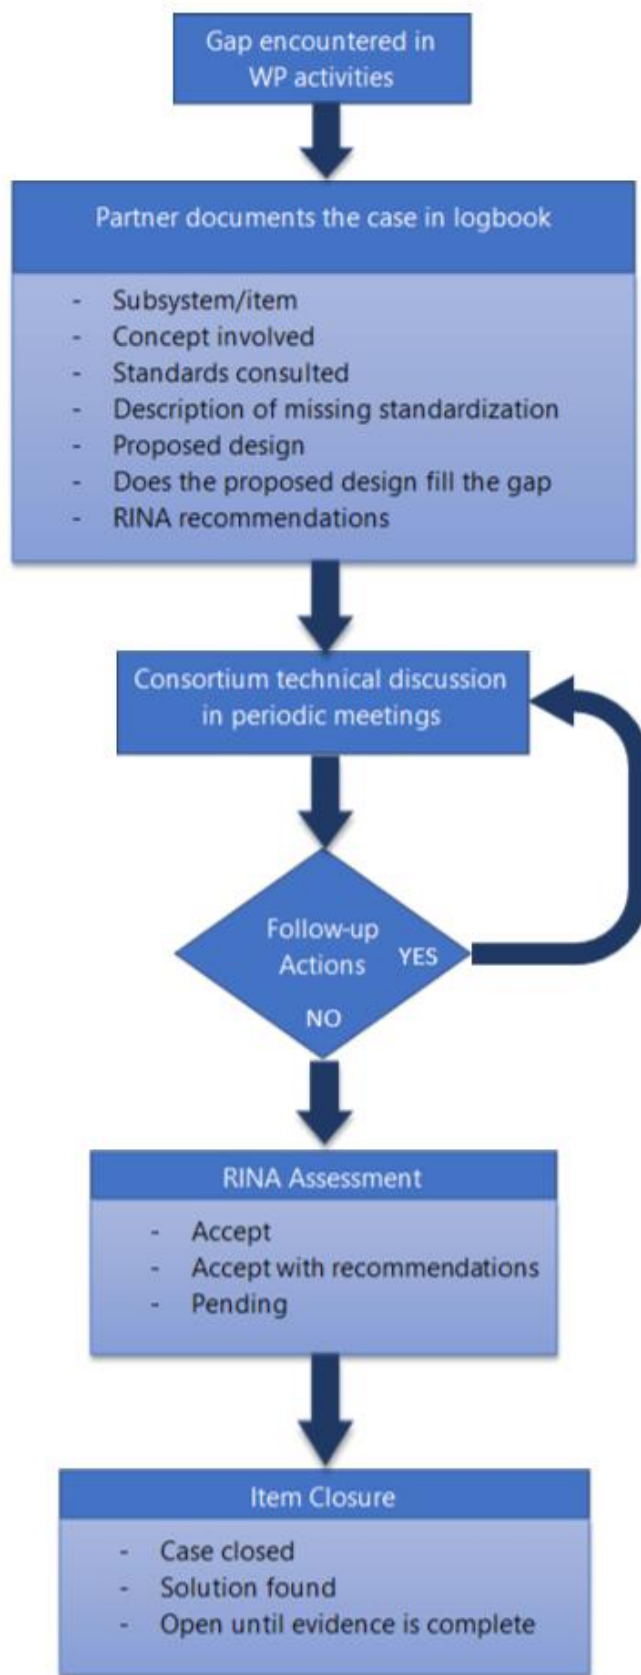 Gap encountered in
WP activities
Partner documents the case in logbook
- Subsystem/item
- Concept involved
- Standards consulted
- Description of missing standardization
- Proposed design
- Does the proposed design fill the gap
- RINA recommendations
Consortium technical discussion
in periodic meetings
Follow-up
Actions
YES
NO
RINA Assessment
- Accept
- Accept with recommendations
- Pending
Item Closure
- Case closed
- Solution found
- Open until evidence is complete